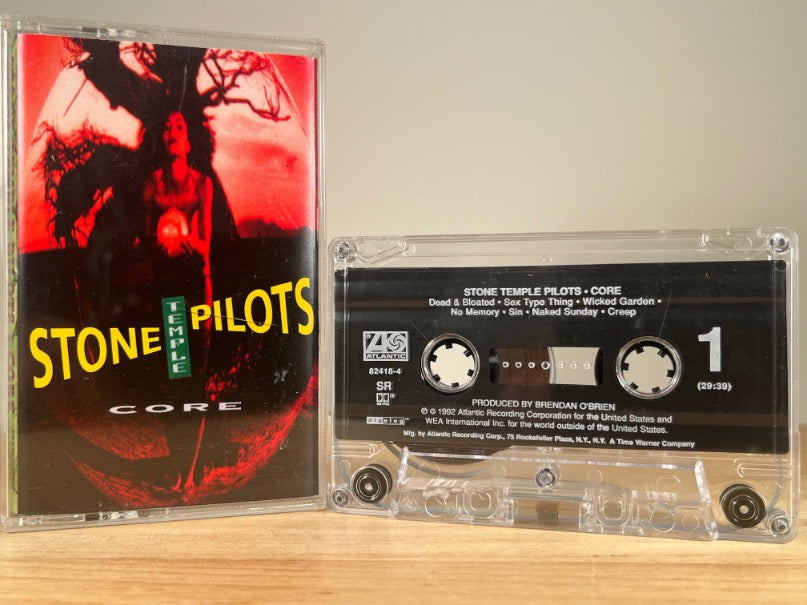 STONE TEMPLE PILOTS
CORE
STONE TEMPLE PILOTS • CORE
Dead & Bloated • Sex Type Thing • Wicked Garden •
No Memory • Sin • Naked Sunday • Creep
ATLANTIC
82418-4
SR
1
(29:39)
PRODUCED BY BRENDAN O'BRIEN
℗ © 1992 Atlantic Recording Corporation for the United States and
WEA International Inc. for the world outside of the United States.
digalog
Mfg. by Atlantic Recording Corp., 75 Rockefeller Plaza, N.Y., N.Y. A Time Warner Company